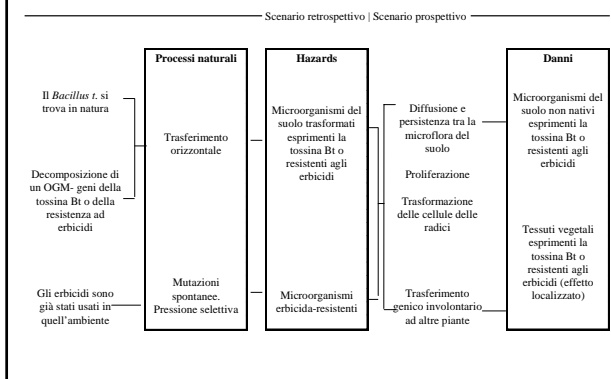 Scenario retrospettivo | Scenario prospettivo
Processi naturali
Hazards
Danni
Il Bacillus t. si
trova in natura
Decomposizione di
un OGM- geni della
tossina Bt o della
resistenza ad
erbicidi
Gli erbicidi sono
già stati usati in
quell’ambiente
Trasferimento
orizzontale
Mutazioni
spontanee.
Pressione selettiva
Microorganismi del
suolo trasformati
esprimenti la
tossina Bt o
resistenti agli
erbicidi
Microorganismi
erbicida-resistenti
Diffusione e
persistenza tra la
microflora del
suolo
Proliferazione
Trasformazione
delle cellule delle
radici
Trasferimento
genico involontario
ad altre piante
Microorganismi del
suolo non nativi
esprimenti la
tossina Bt o
resistenti agli
erbicidi
Tessuti vegetali
esprimenti la
tossina Bt o
resistenti agli
erbicidi (effetto
localizzato)